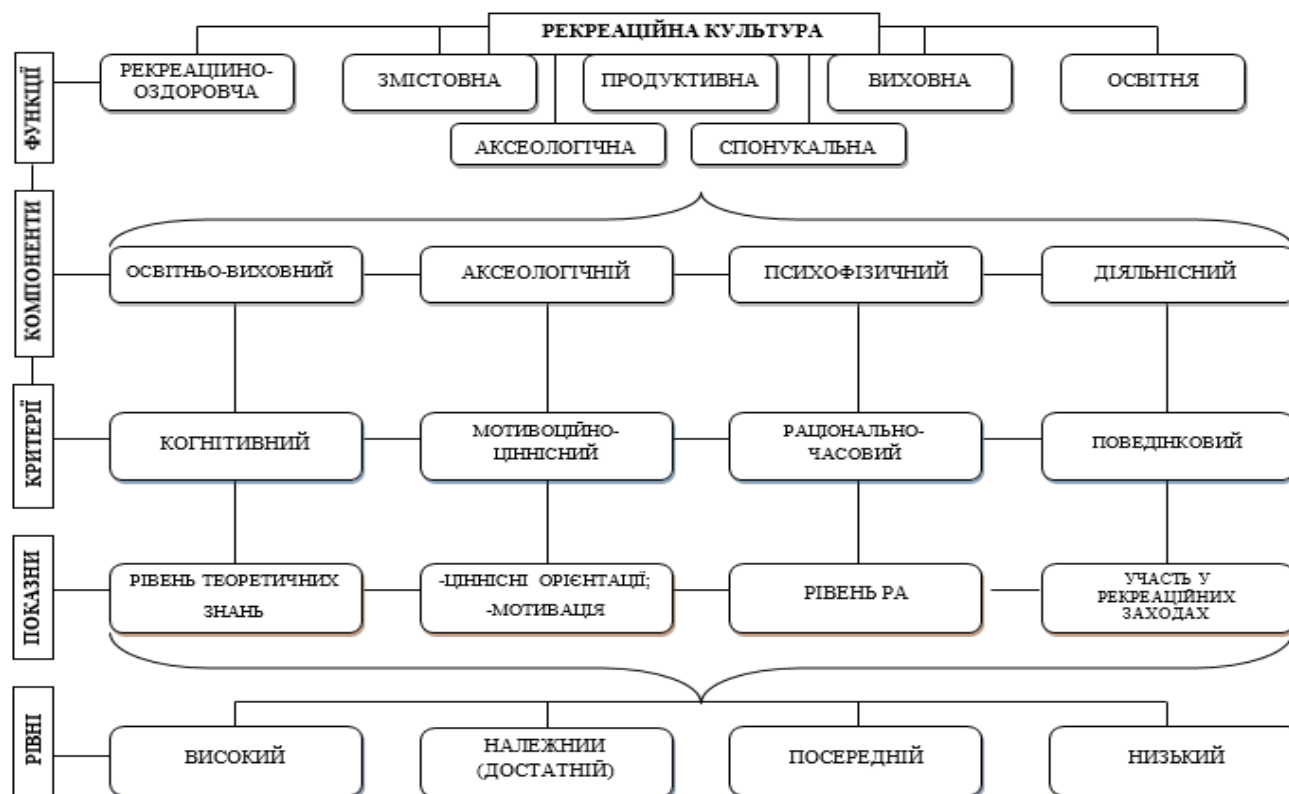 РЕКРЕАЦІЙНА КУЛЬТУРА
ФУНКЦІЇ
РЕКРЕАЦІИНО-
ОЗДОРОВЧА
ЗМІСТОВНА
ПРОДУКТИВНА
ВИХОВНА
ОСВІТНЯ
АКСЕОЛОГІЧНА
СПОНУКАЛЬНА
КОМПОНЕНТИ
ОСВІТНЬО-ВИХОВНИЙ
АКСЕОЛОГІЧНІЙ
ПСИХОФІЗИЧНИЙ
ДІЯЛЬНІСНИЙ
КРИТЕРІЇ
КОГНІТИВНИЙ
МОТИВОЦІЙНО-
ЦІННІСНИЙ
РАЦІОНАЛЬНО-
ЧАСОВИЙ
ПОВЕДІНКОВИЙ
ПОКАЗНИ
РІВЕНЬ ТЕОРЕТИЧНИХ
ЗНАНЬ
-ЦІННІСНІ ОРІЄНТАЦІЇ;
-МОТИВАЦІЯ
РІВЕНЬ РА
УЧАСТЬ У
РЕКРЕАЦІЙНИХ
ЗАХОДАХ
РІВНІ
ВИСОКИЙ
НАЛЕЖНИИ
(ДОСТАТНІЙ)
ПОСЕРЕДНІЙ
НИЗЬКИЙ